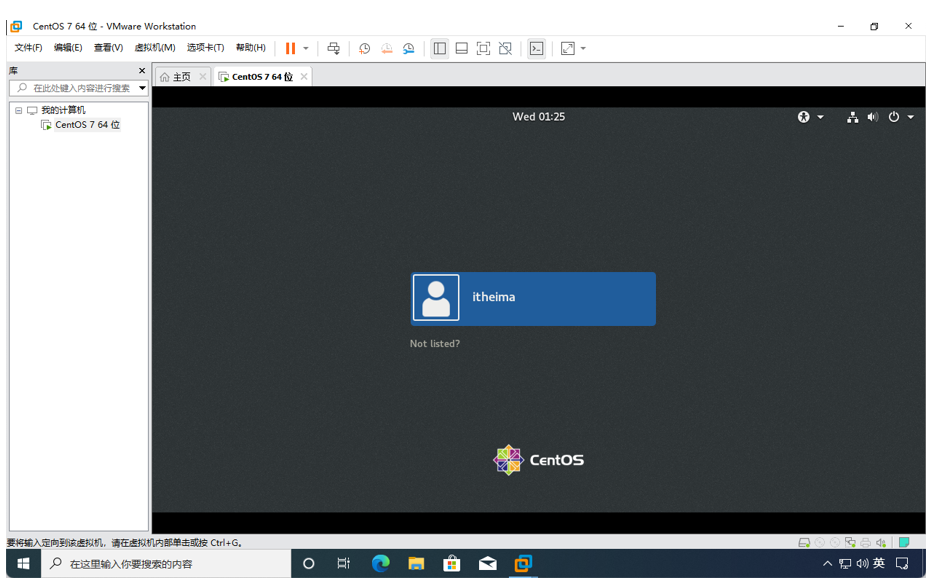 CentOS 7 64 位 - VMware Workstation
文件(F) 编辑(E) 查看(V) 虚拟机(M) 选项卡(T) 帮助(H)
库
在此处键入内容进行搜索
主页
CentOS 7 64 位
我的计算机
CentOS 7 64 位
Wed 01:25
itheima
Not listed?
CentOS
要将输入定向到该虚拟机，请在虚拟机内部单击或按 Ctrl+G。
在这里输入你要搜索的内容
英